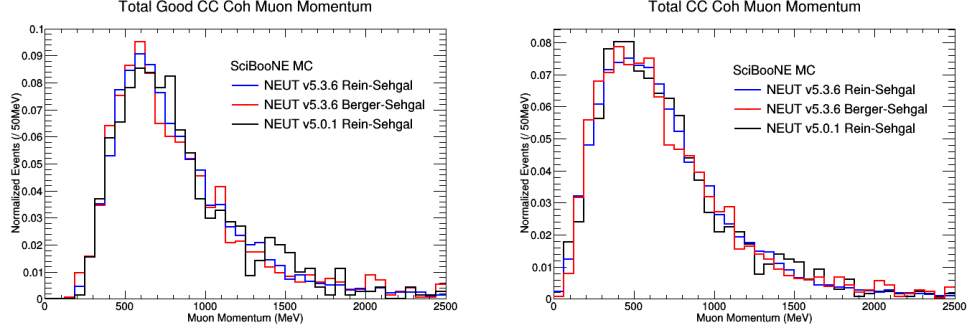 Total Good CC Coh Muon Momentum
Normalized Events (/ 50MeV)
0.1
0.09
0.08
0.07
0.06
0.05
0.04
0.03
0.02
0.01
0
SciBooNE MC
NEUT v5.3.6 Rein-Sehgal
NEUT v5.3.6 Berger-Sehgal
NEUT v5.0.1 Rein-Sehgal
0 500 1000 1500 2000 2500
Muon Momentum (MeV)
Total CC Coh Muon Momentum
Normalized Events (/ 50MeV)
0.08
0.07
0.06
0.05
0.04
0.03
0.02
0.01
0
SciBooNE MC
NEUT v5.3.6 Rein-Sehgal
NEUT v5.3.6 Berger-Sehgal
NEUT v5.0.1 Rein-Sehgal
0 500 1000 1500 2000 2500
Muon Momentum (MeV)